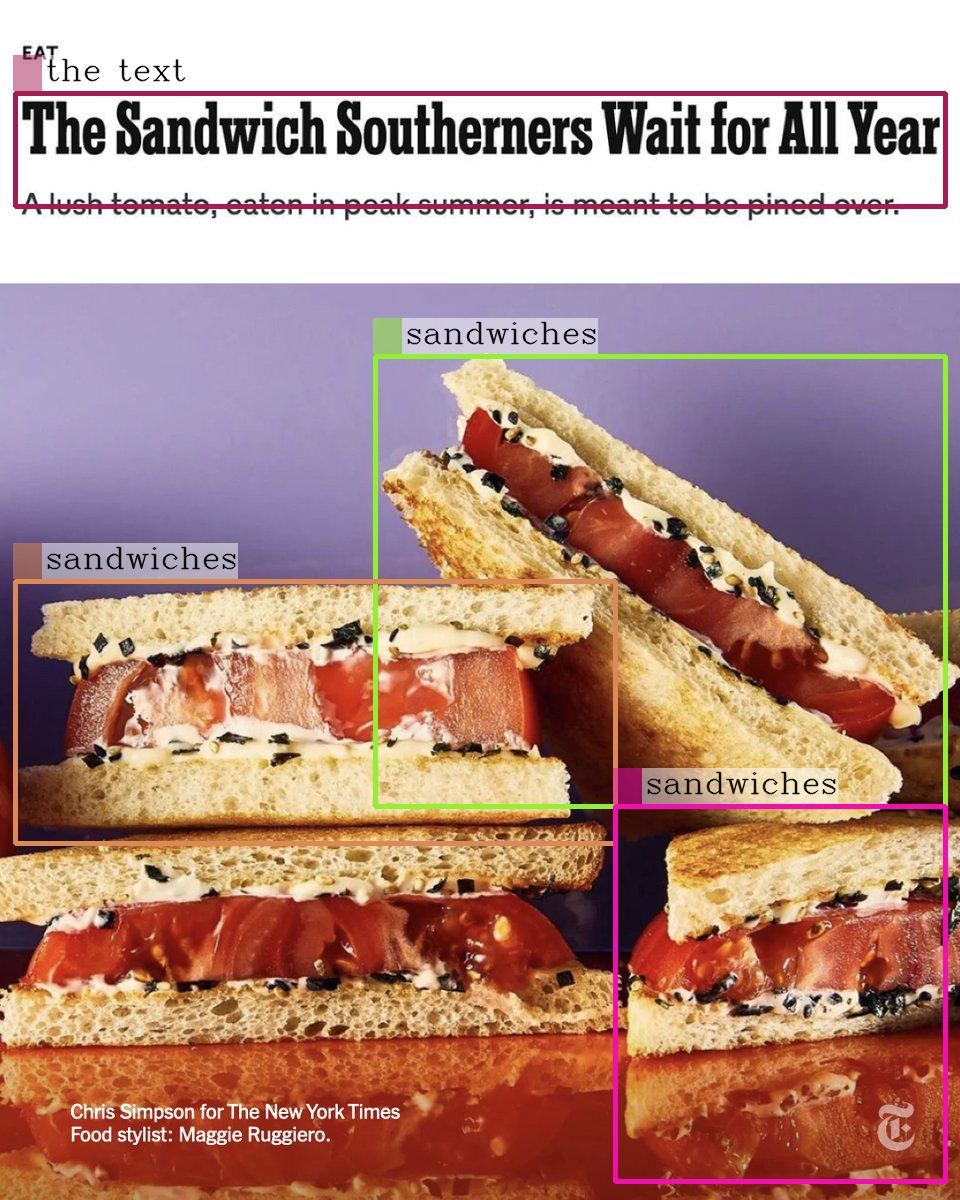 EAT
the text
The Sandwich Southerners Wait for All Year
A lush tomato, eaten in peak summer, is meant to be pined over.
sandwiches
sandwiches
sandwiches
Chris Simpson for The New York Times
Food stylist: Maggie Ruggiero.
T